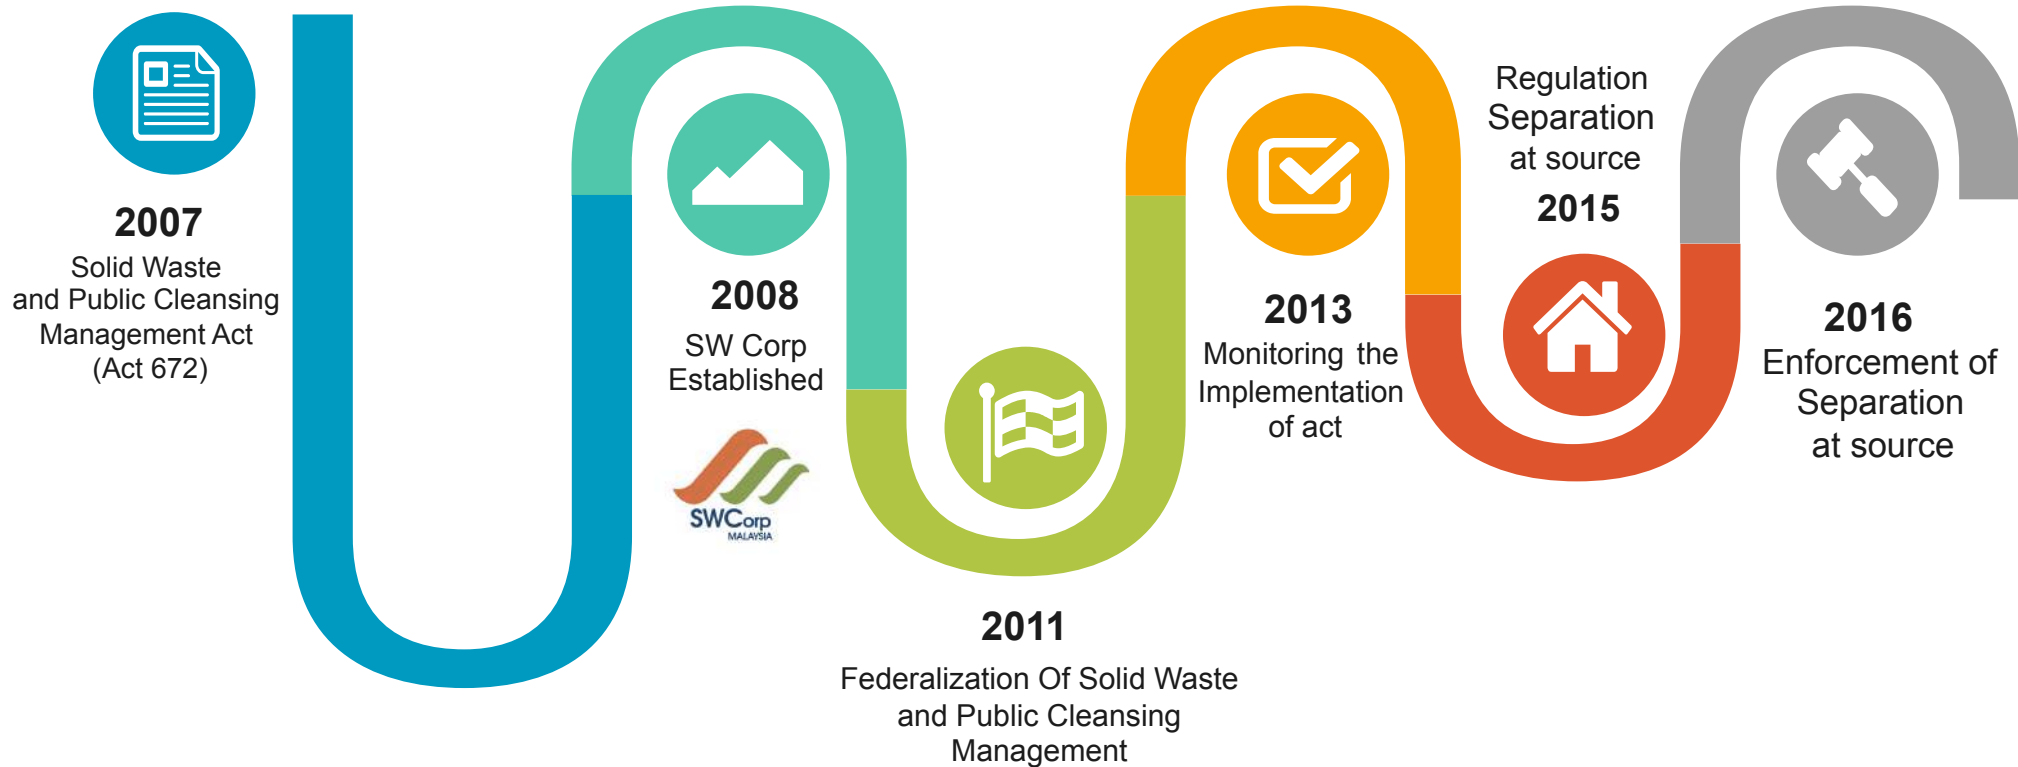 2007
Solid Waste
and Public Cleansing
Management Act
(Act 672)
2008
SW Corp
Established
SWCorp
MALAYSIA
2011
Federalization Of Solid Waste
and Public Cleansing
Management
2013
Monitoring the
Implementation
of act
Regulation
Separation
at source
2015
2016
Enforcement of
Separation
at source